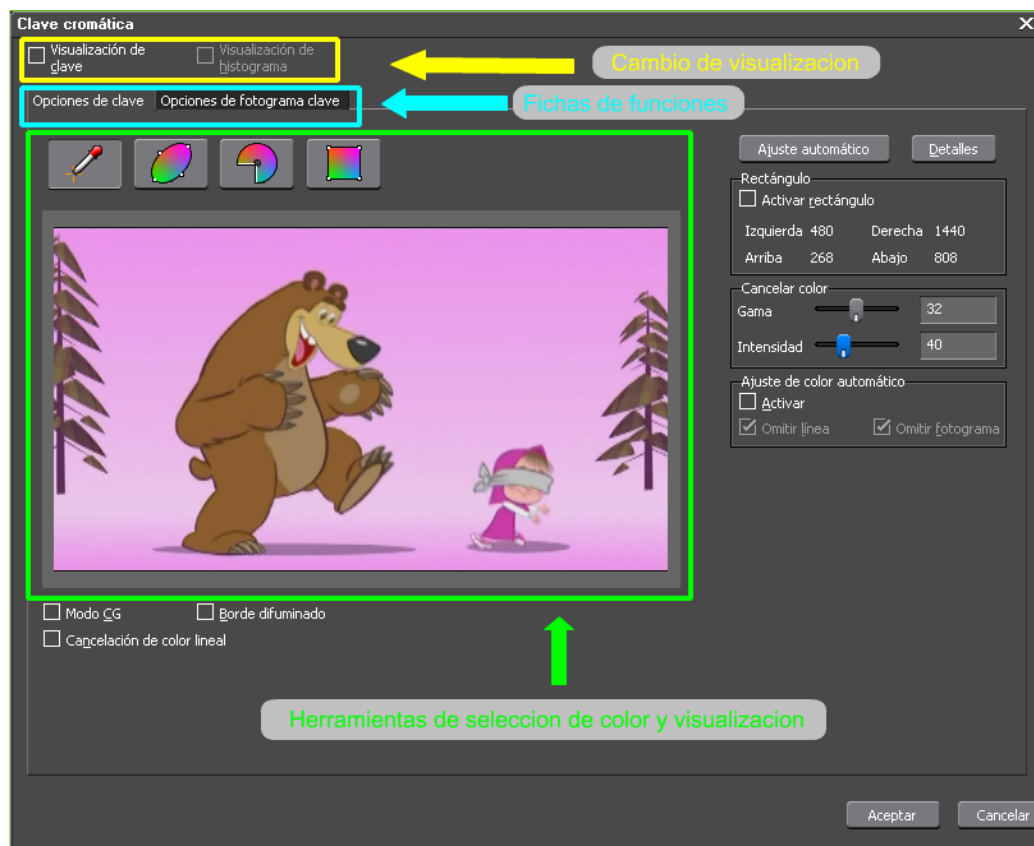 Clave cromática
Visualización de
clave
Visualización de
histograma
Cambio de visualizacion
Opciones de clave
Opciones de fotograma clave
Fichas de funciones
Ajuste automático
Detalles
Rectángulo
Activar rectángulo
Izquierda 480 Derecha 1440
Arriba 268 Abajo 808
Cancelar color
Gama 32
Intensidad 40
Ajuste de color automático
Activar
Omitir línea
Omitir fotograma
Modo CG
Borde difuminado
Cancelación de color lineal
Herramientas de seleccion de color y visualizacion
Aceptar
Cancelar